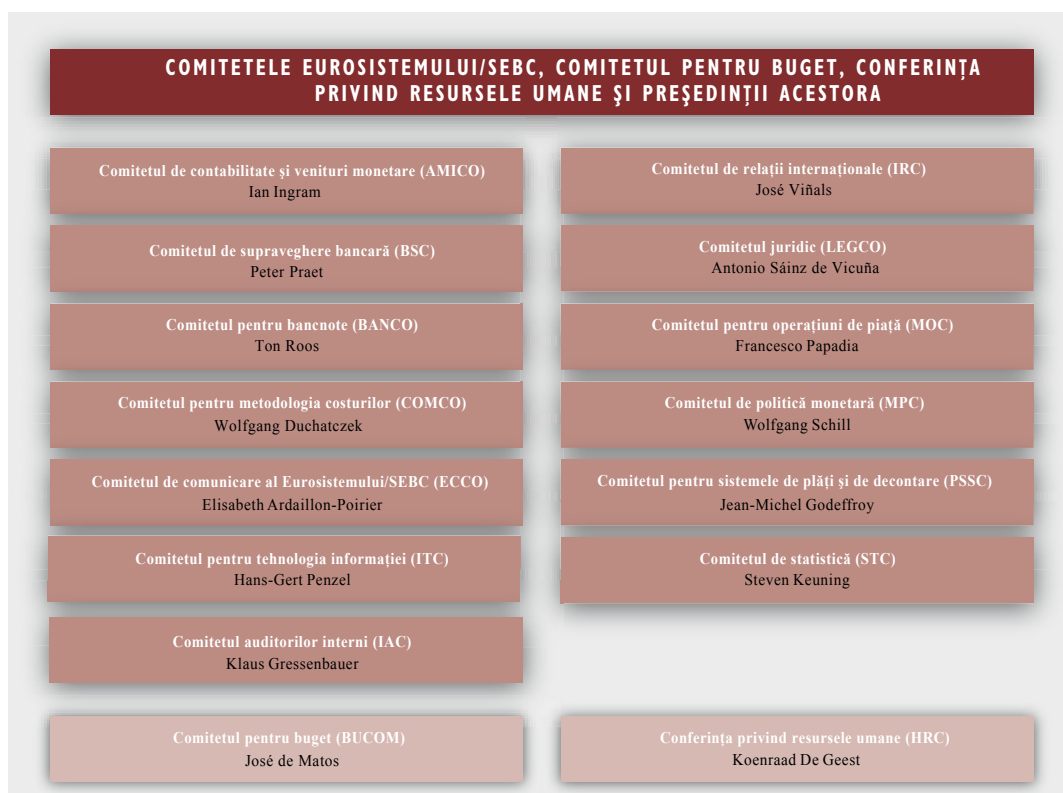 COMITETELE EUROSISTEMULUI/SEBC, COMITETUL PENTRU BUGET, CONFERINȚA
PRIVIND RESURSELE UMANE ŞI PREŞEDINȚII ACESTORA
Comitetul de contabilitate şi venituri monetare (AMICO)
Ian Ingram
Comitetul de supraveghere bancară (BSC)
Peter Praet
Comitetul pentru bancnote (BANCO)
Ton Roos
Comitetul pentru metodologia costurilor (COMCO)
Wolfgang Duchatczek
Comitetul de comunicare al Eurosistemului/SEBC (ECCO)
Elisabeth Ardaillon-Poirier
Comitetul pentru tehnologia informației (ITC)
Hans-Gert Penzel
Comitetul auditorilor interni (IAC)
Klaus Gressenbauer
Comitetul de relații internaționale (IRC)
José Viñals
Comitetul juridic (LEGCO)
Antonio Sáinz de Vicuña
Comitetul pentru operațiuni de piață (MOC)
Francesco Papadia
Comitetul de politică monetară (MPC)
Wolfgang Schill
Comitetul pentru sistemele de plăți şi de decontare (PSSC)
Jean-Michel Godeffroy
Comitetul de statistică (STC)
Steven Keuning
Comitetul pentru buget (BUCOM)
José de Matos
Conferința privind resursele umane (HRC)
Koenraad De Geest